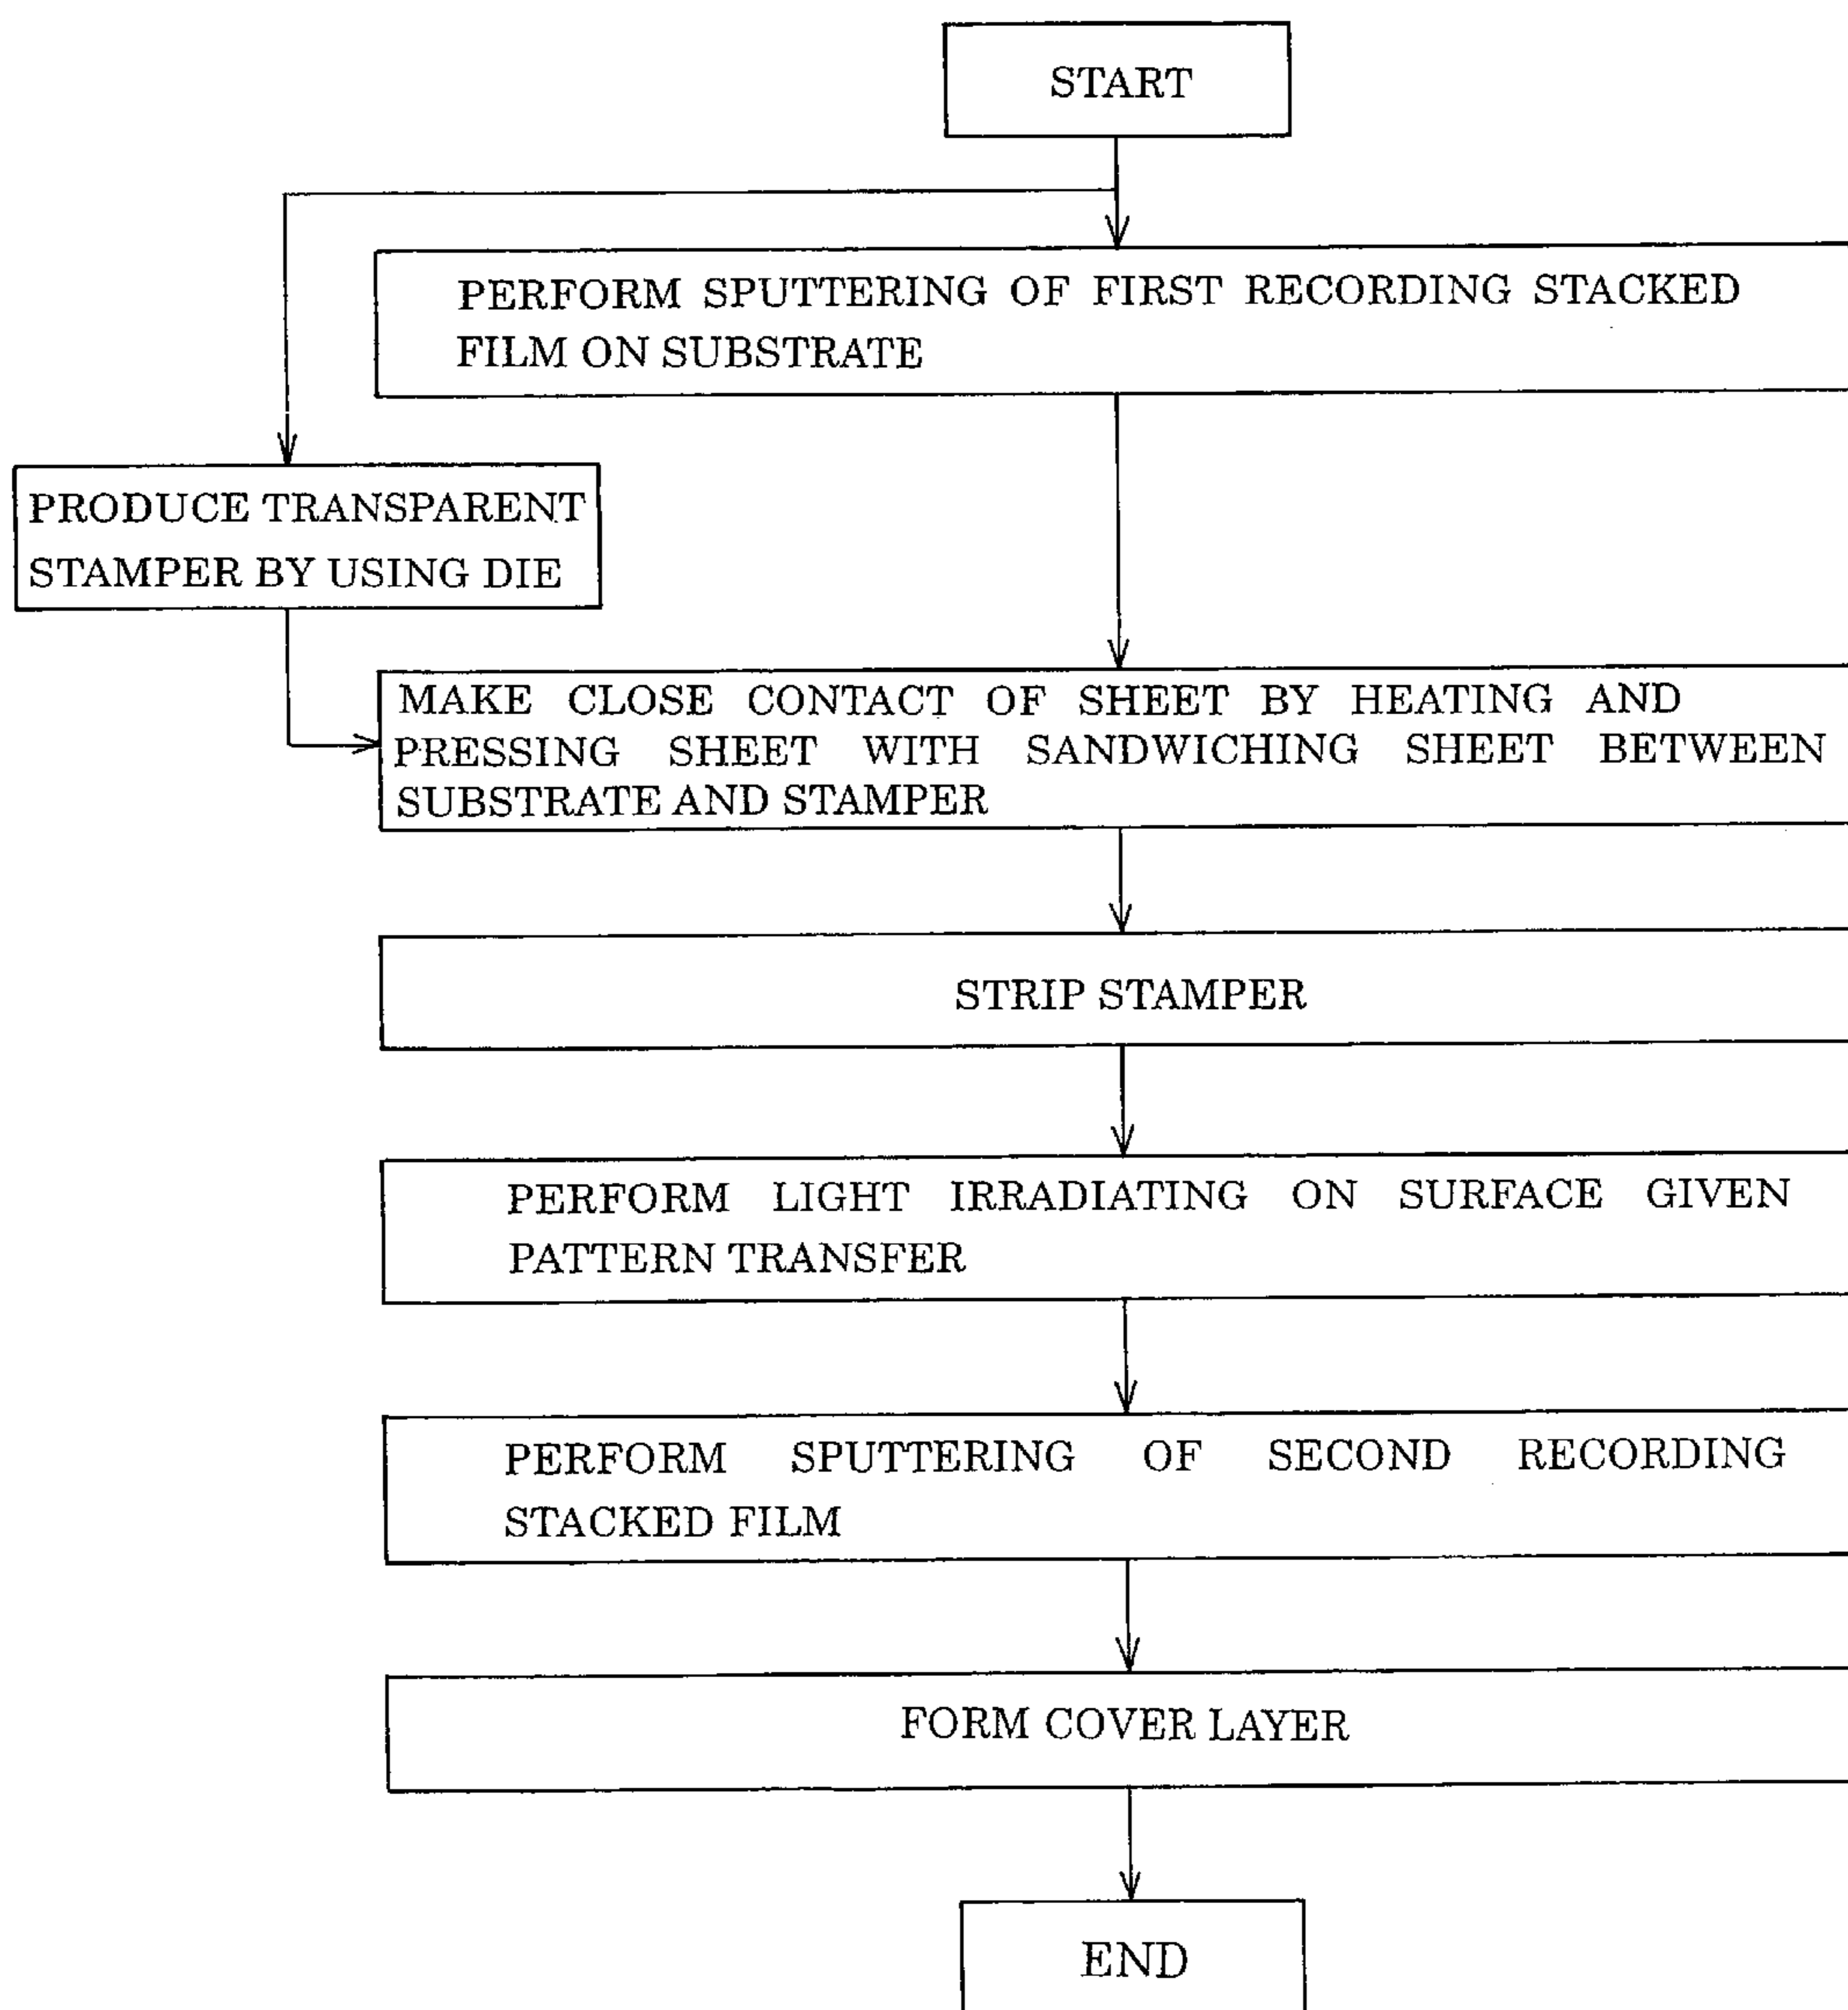 START
PERFORM SPUTTERING OF FIRST RECORDING STACKED
FILM ON SUBSTRATE
PRODUCE TRANSPARENT
STAMPER BY USING DIE
MAKE CLOSE CONTACT OF SHEET BY HEATING AND
PRESSING SHEET WITH SANDWICHING SHEET BETWEEN
SUBSTRATE AND STAMPER
STRIP STAMPER
PERFORM LIGHT IRRADIATING ON SURFACE GIVEN
PATTERN TRANSFER
PERFORM SPUTTERING OF SECOND RECORDING
STACKED FILM
FORM COVER LAYER
END